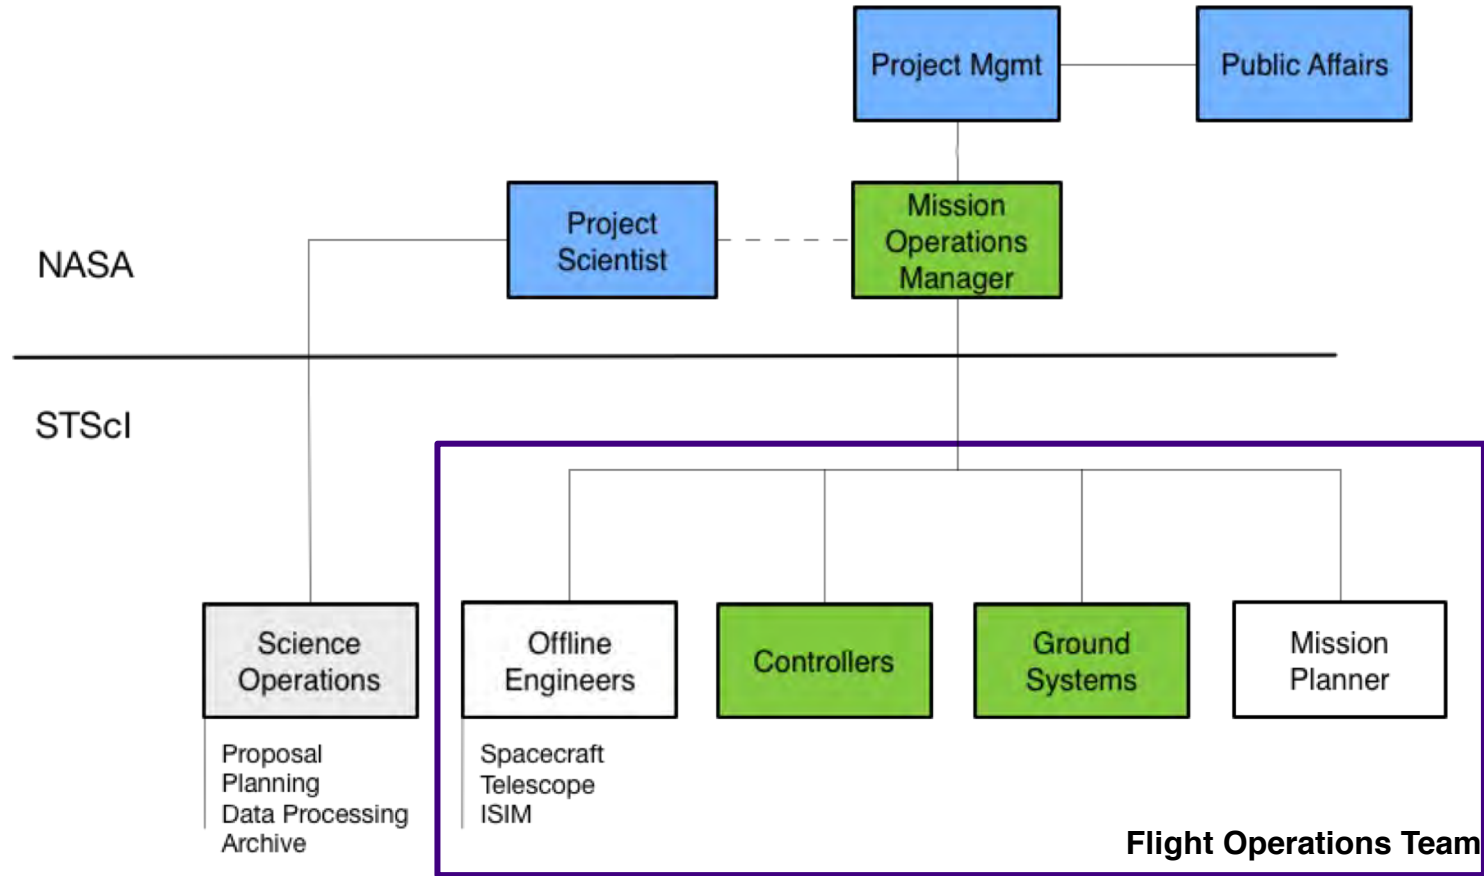 Project Mgmt
Public Affairs
Project
Scientist
Mission
Operations
Manager
NASA
STScI
Science
Operations
Offline
Engineers
Controllers
Ground
Systems
Mission
Planner
Proposal
Planning
Data Processing
Archive
Spacecraft
Telescope
ISIM
Flight Operations Team